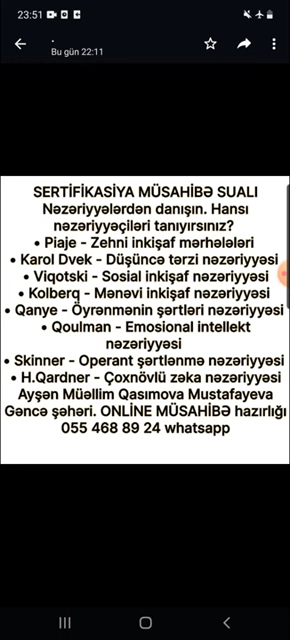 23:51
Bu gün 22:11
SERTİFİKASİYA MÜSAHİBƏ SUALI
Nəzəriyyələrdən danışın. Hansı
nəzəriyyəçiləri tanıyırsınız?
• Piaje - Zehni inkişaf mərhələləri
• Karol Dvek - Düşüncə tərzi nəzəriyyəsi
• Viqotski - Sosial inkişaf nəzəriyyəsi
• Kolberq - Mənəvi inkişaf nəzəriyyəsi
• Qanye - Öyrənmənin şərtləri nəzəriyyəsi
• Qoulman - Emosional intellekt
nəzəriyyəsi
• Skinner - Operant şərtlənmə nəzəriyyəsi
• H.Qardner - Çoxnövlü zəka nəzəriyyəsi
Ayşən Müəllim Qasımova Mustafayeva
Gəncə şəhəri. ONLİNE MÜSAHİBƏ hazırlığı
055 468 89 24 whatsapp